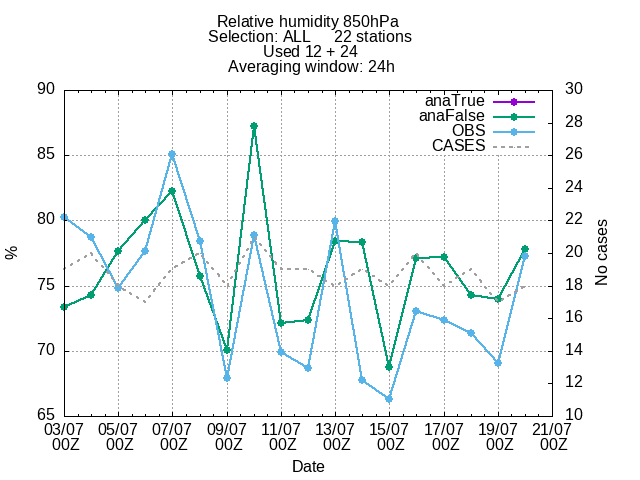 Relative humidity 850hPa
Selection: ALL     22 stations
Used 12 + 24
Averaging window: 24h
anaTrue
anaFalse
OBS
CASES
%
90
85
80
75
70
65
No cases
30
28
26
24
22
20
18
16
14
12
10
03/07 05/07 07/07 09/07 11/07 13/07 15/07 17/07 19/07 21/07
00Z 00Z 00Z 00Z 00Z 00Z 00Z 00Z 00Z 00Z
Date